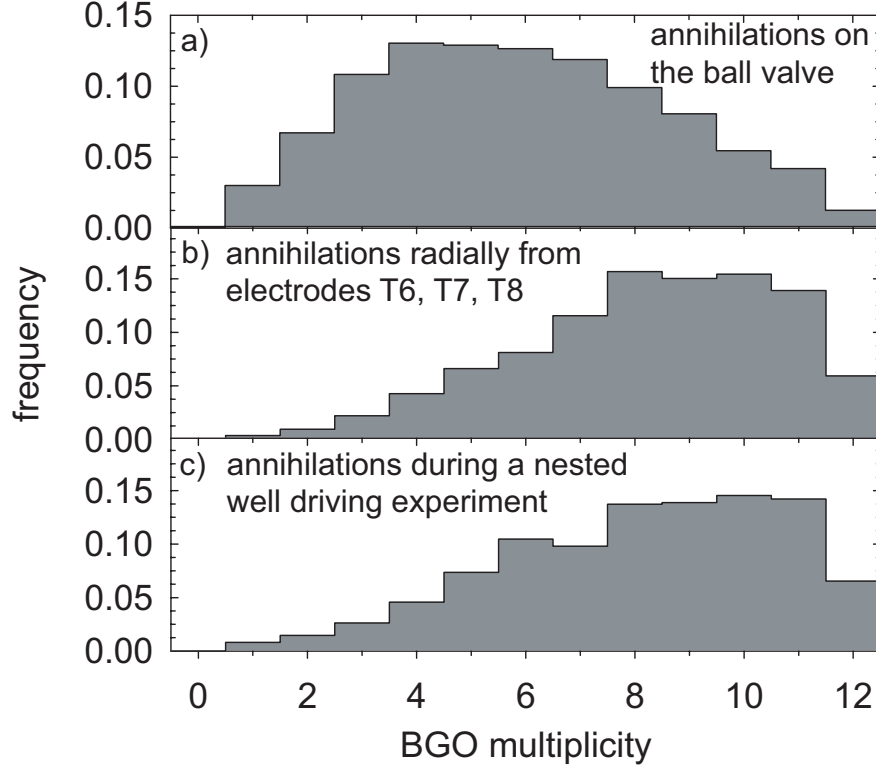 0.15
a)
annihilations on
the ball valve
0.10
0.05
0.00
b) annihilations radially from
electrodes T6, T7, T8
0.15
0.10
0.05
0.00
c) annihilations during a nested
well driving experiment
0.15
0.10
0.05
0.00
frequency
0 2 4 6 8 10 12
BGO multiplicity